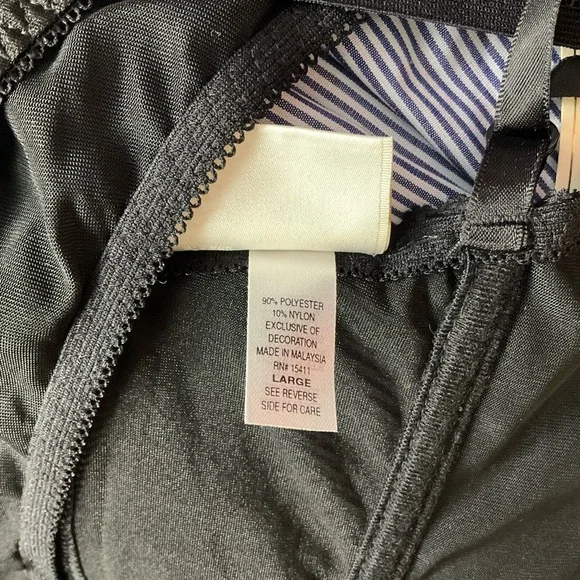 90% POLYESTER
10% NYLON
EXCLUSIVE OF
DECORATION
MADE IN MALAYSIA
RN# 15411
LARGE
SEE REVERSE
SIDE FOR CARE